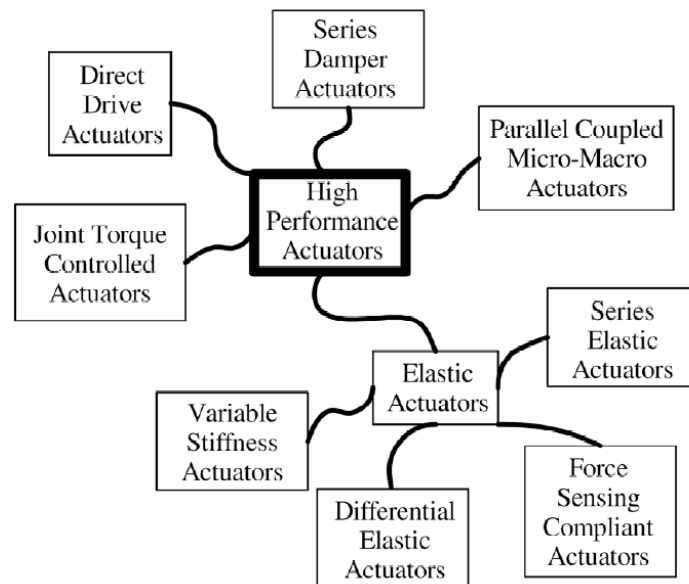 Series
Damper
Actuators
Direct
Drive
Actuators
Parallel Coupled
Micro-Macro
Actuators
High
Performance
Actuators
Joint Torque
Controlled
Actuators
Series
Elastic
Actuators
Elastic
Actuators
Variable
Stiffness
Actuators
Force
Sensing
Compliant
Actuators
Differential
Elastic
Actuators